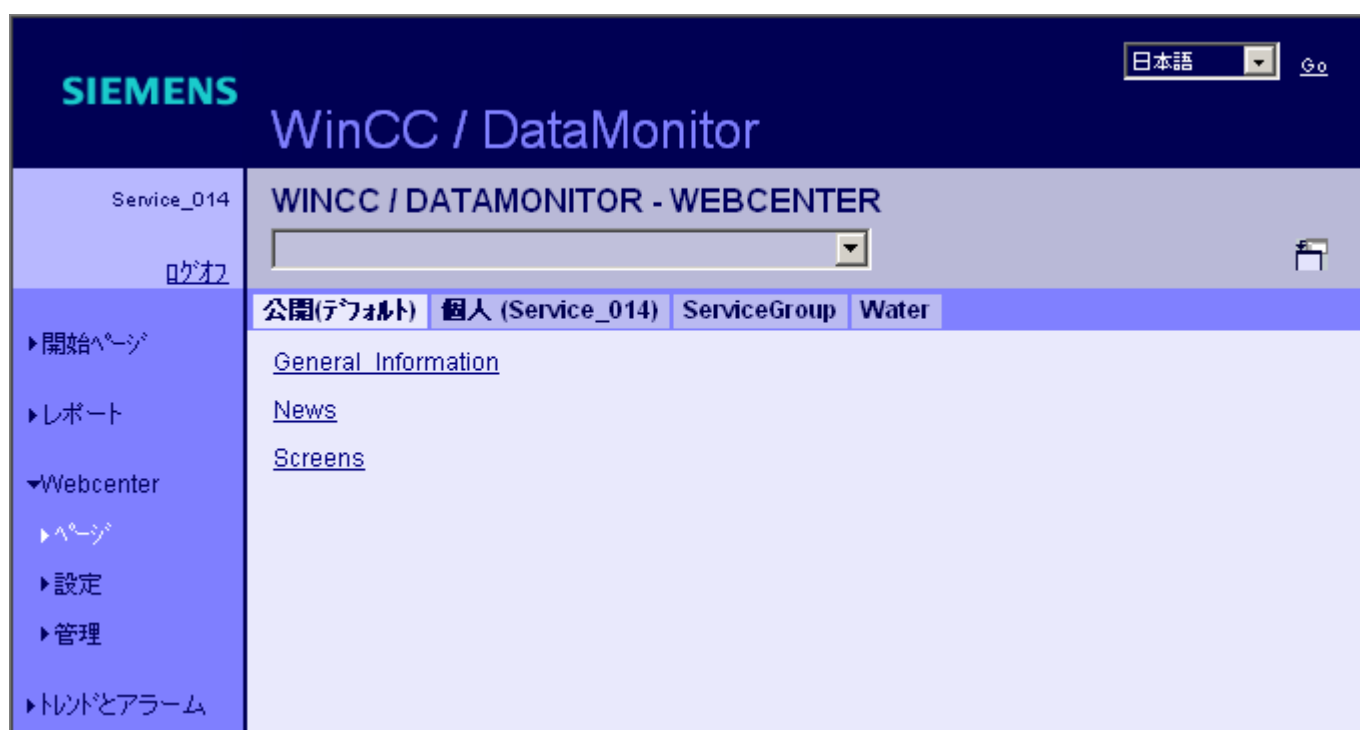 日本語
Go
SIEMENS
WinCC / DataMonitor
Service_014
ﾛｸﾞｵﾌ
WINCC / DATAMONITOR - WEBCENTER
公開(ﾃﾞﾌｫﾙﾄ) 個人 (Service_014) ServiceGroup Water
▶開始ﾍﾟｰｼﾞ
▶レポート
▼Webcenter
▶ﾍﾟｰｼﾞ
▶設定
▶管理
▶ﾄﾚﾝﾄﾞとアラーム
General_Information
News
Screens